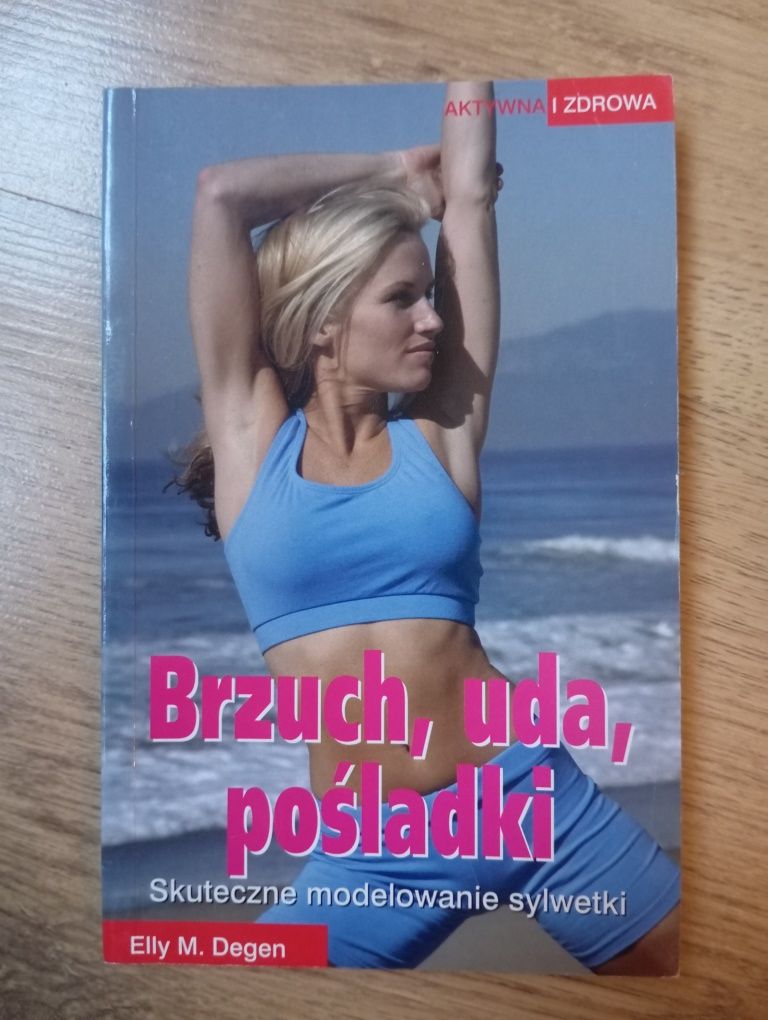 AKTYWNA I ZDROWA
Brzuch, uda,
pośladki
Skuteczne modelowanie sylwetki
Elly M. Degen